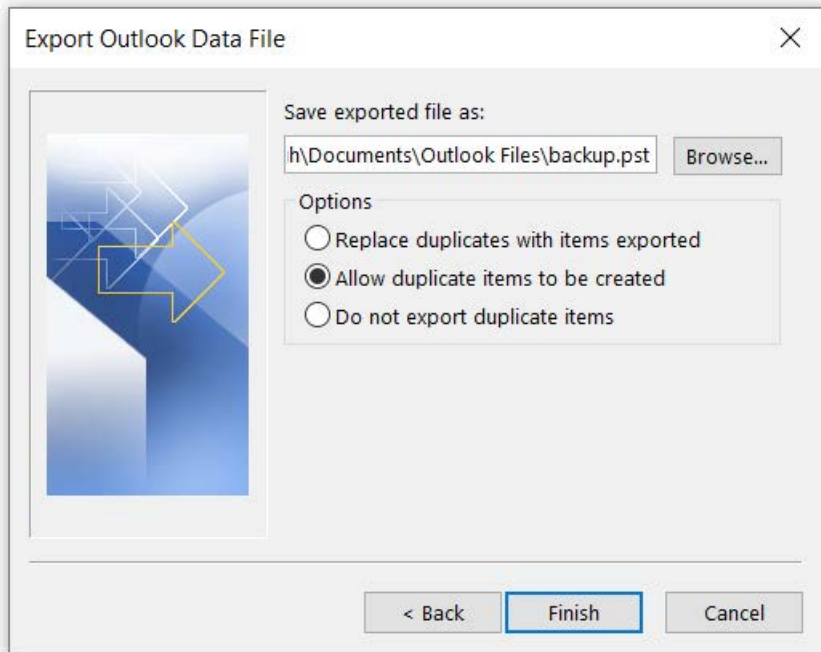 Export Outlook Data File
Save exported file as:
h\Documents\Outlook Files\backup.pst
Browse...
Options
Replace duplicates with items exported
Allow duplicate items to be created
Do not export duplicate items
< Back
Finish
Cancel